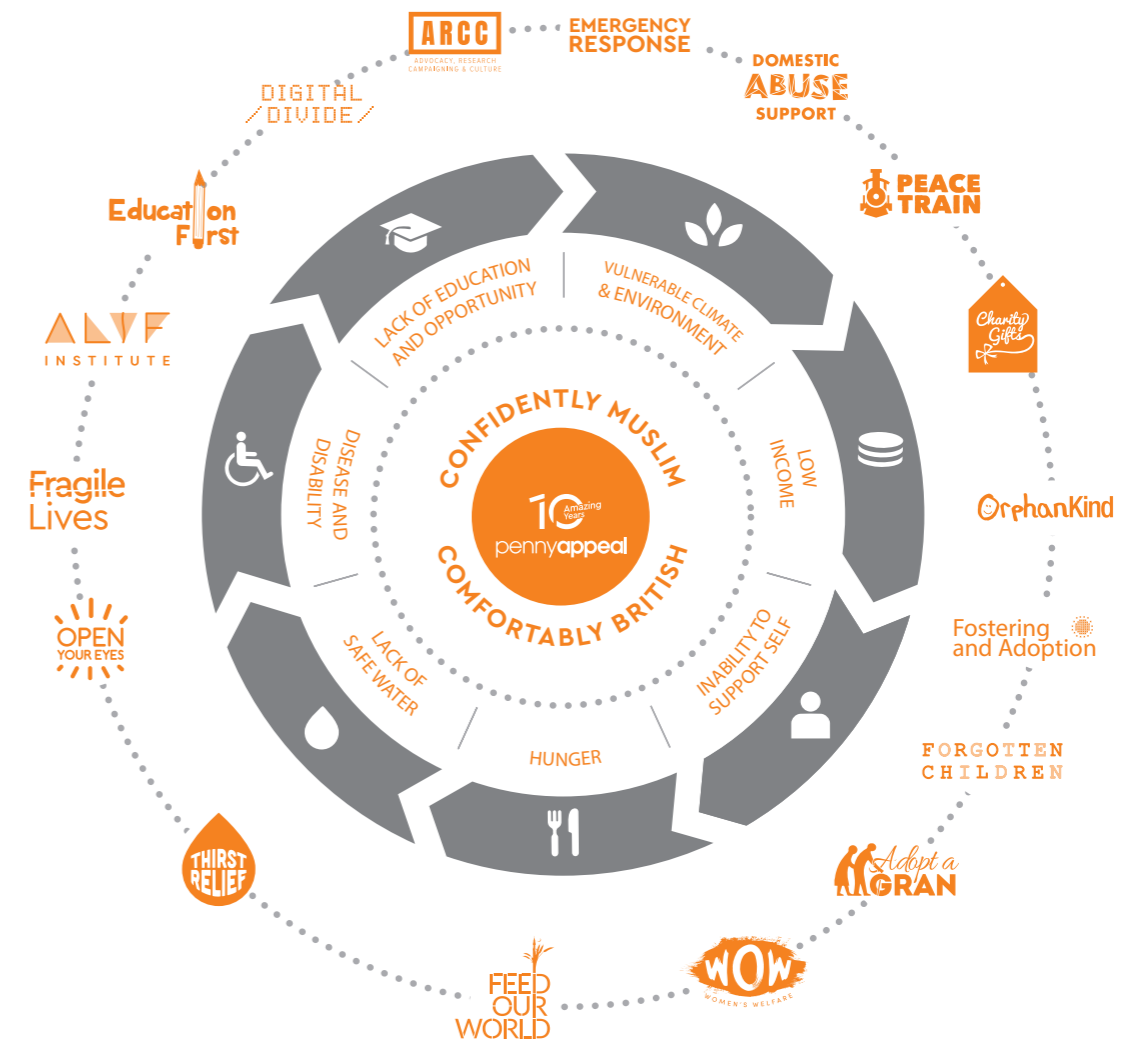 ARCC
ADVOCACY, RESEARCH
CAMPAIGNING & CULTURE
EMERGENCY
RESPONSE
DOMESTIC
ABUSE
SUPPORT
PEACE
TRAIN
Charity
Gifts
OrphanKind
Fostering
and Adoption
FORGOTTEN
CHILDREN
Adopt a
GRAN
WOW
WOMEN'S WELFARE
FEED
OUR
WORLD
THIRST
RELIEF
OPEN
YOUR EYES
Fragile
Lives
ALIF
INSTITUTE
Education
First
DIGITAL
/DIVIDE/
LACK OF EDUCATION
AND OPPORTUNITY
VULNERABLE CLIMATE
& ENVIRONMENT
LOW
INCOME
INABILITY TO
SUPPORT SELF
HUNGER
LACK OF
SAFE WATER
DISEASE AND
DISABILITY
CONFIDENTLY MUSLIM
10
Amazing
Years
pennyappeal
COMFORTABLY BRITISH